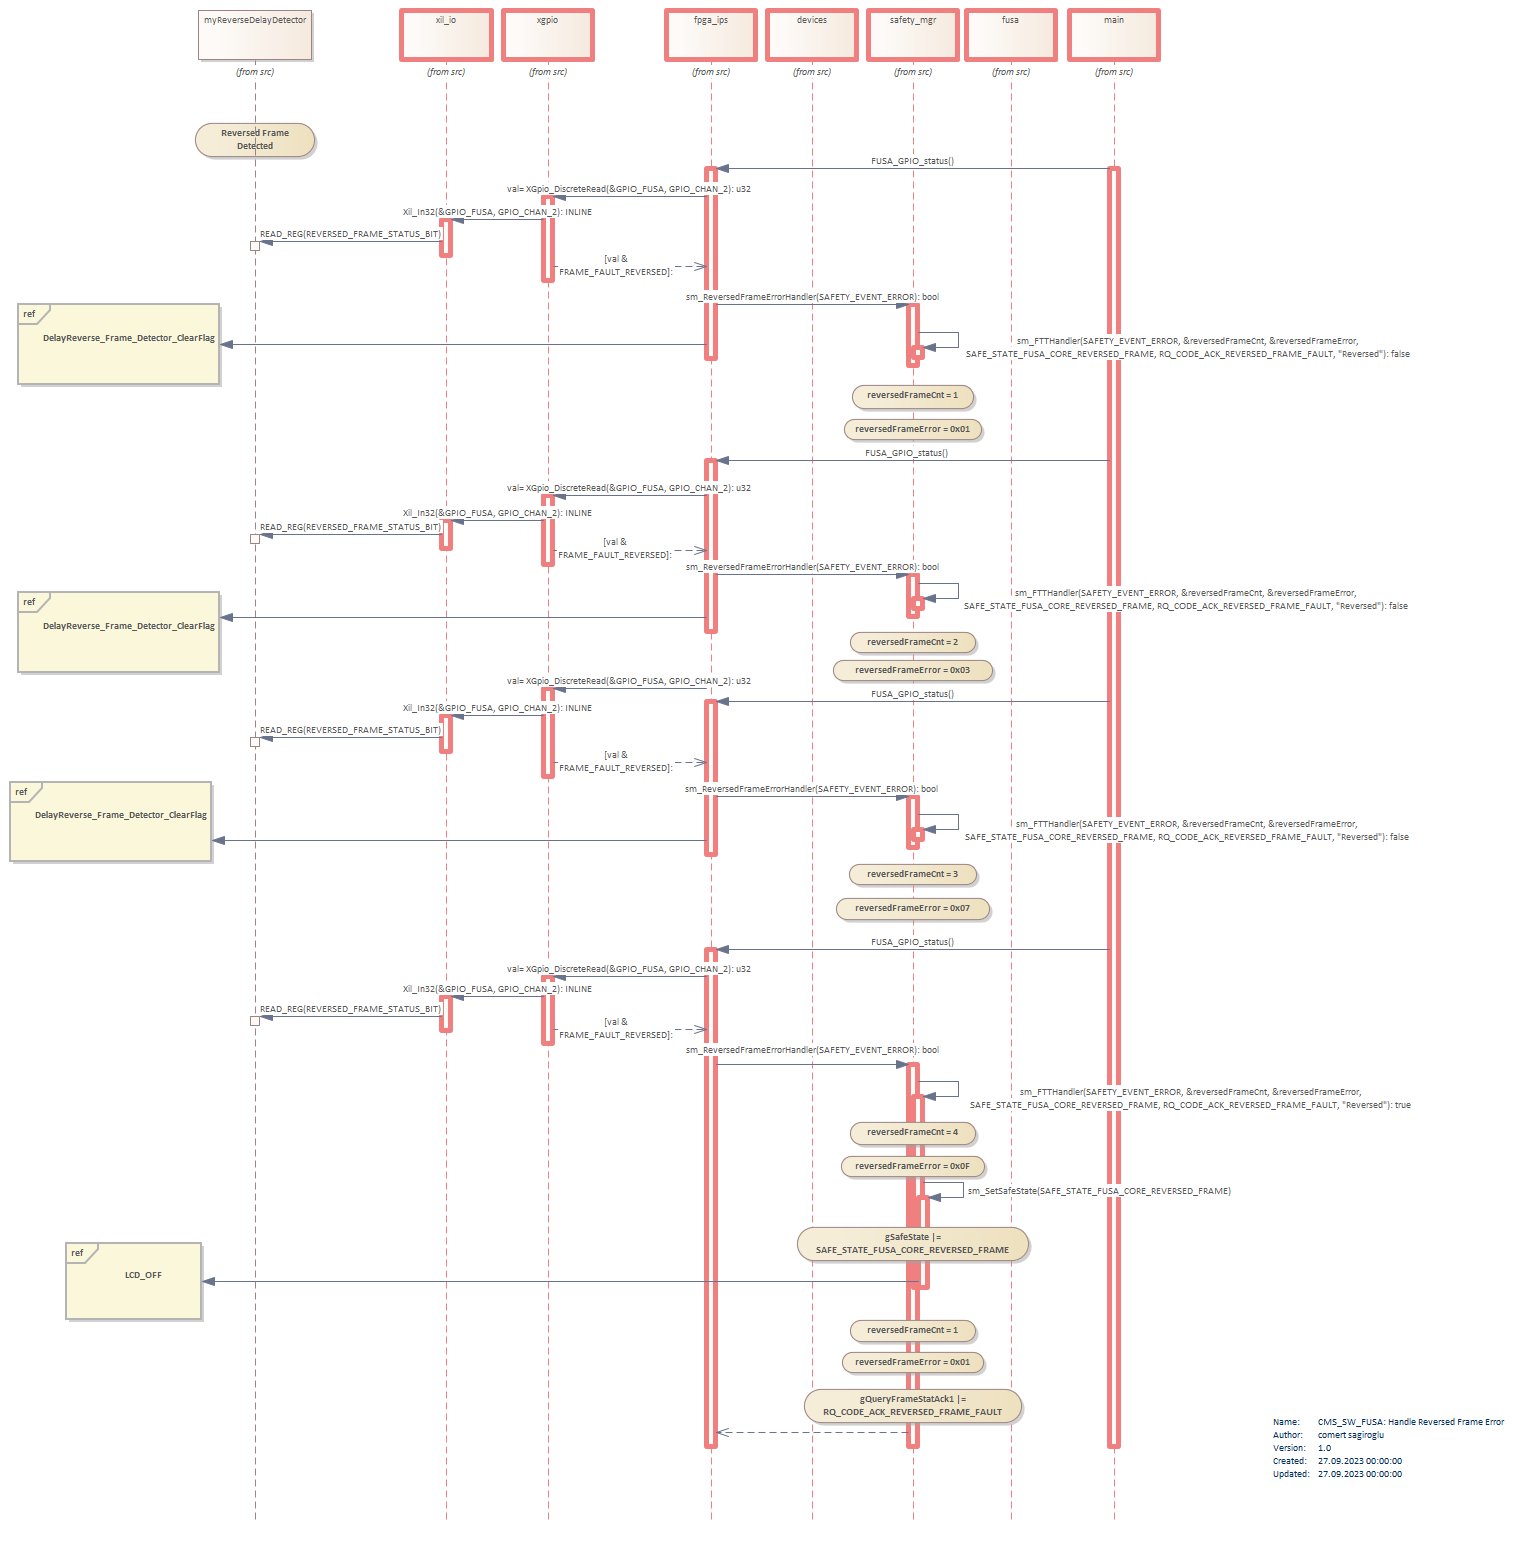 myReverseDelayDetector
xil_io
xgpio
fpga_ips
devices
safety_mgr
fusa
main
(from src)
(from src)
(from src)
(from src)
(from src)
(from src)
(from src)
(from src)
Reversed Frame
Detected
FUSA_GPIO_status()
val= XGpio_DiscreteRead(&GPIO_FUSA, GPIO_CHAN_2): u32
Xil_In32(&GPIO_FUSA, GPIO_CHAN_2): INLINE
READ_REG(REVERSED_FRAME_STATUS_BIT)
[val &
FRAME_FAULT_REVERSED]:
sm_ReversedFrameErrorHandler(SAFETY_EVENT_ERROR): bool
ref
DelayReverse_Frame_Detector_ClearFlag
sm_FTTHandler(SAFETY_EVENT_ERROR, &reversedFrameCnt, &reversedFrameError,
SAFE_STATE_FUSA_CORE_REVERSED_FRAME, RQ_CODE_ACK_REVERSED_FRAME_FAULT, "Reversed"): false
reversedFrameCnt = 1
reversedFrameError = 0x01
FUSA_GPIO_status()
val= XGpio_DiscreteRead(&GPIO_FUSA, GPIO_CHAN_2): u32
Xil_In32(&GPIO_FUSA, GPIO_CHAN_2): INLINE
READ_REG(REVERSED_FRAME_STATUS_BIT)
[val &
FRAME_FAULT_REVERSED]:
sm_ReversedFrameErrorHandler(SAFETY_EVENT_ERROR): bool
ref
DelayReverse_Frame_Detector_ClearFlag
sm_FTTHandler(SAFETY_EVENT_ERROR, &reversedFrameCnt, &reversedFrameError,
SAFE_STATE_FUSA_CORE_REVERSED_FRAME, RQ_CODE_ACK_REVERSED_FRAME_FAULT, "Reversed"): false
reversedFrameCnt = 2
reversedFrameError = 0x03
val= XGpio_DiscreteRead(&GPIO_FUSA, GPIO_CHAN_2): u32
FUSA_GPIO_status()
Xil_In32(&GPIO_FUSA, GPIO_CHAN_2): INLINE
READ_REG(REVERSED_FRAME_STATUS_BIT)
[val &
FRAME_FAULT_REVERSED]:
sm_ReversedFrameErrorHandler(SAFETY_EVENT_ERROR): bool
ref
DelayReverse_Frame_Detector_ClearFlag
sm_FTTHandler(SAFETY_EVENT_ERROR, &reversedFrameCnt, &reversedFrameError,
SAFE_STATE_FUSA_CORE_REVERSED_FRAME, RQ_CODE_ACK_REVERSED_FRAME_FAULT, "Reversed"): false
reversedFrameCnt = 3
reversedFrameError = 0x07
FUSA_GPIO_status()
val= XGpio_DiscreteRead(&GPIO_FUSA, GPIO_CHAN_2): u32
Xil_In32(&GPIO_FUSA, GPIO_CHAN_2): INLINE
READ_REG(REVERSED_FRAME_STATUS_BIT)
[val &
FRAME_FAULT_REVERSED]:
sm_ReversedFrameErrorHandler(SAFETY_EVENT_ERROR): bool
sm_FTTHandler(SAFETY_EVENT_ERROR, &reversedFrameCnt, &reversedFrameError,
SAFE_STATE_FUSA_CORE_REVERSED_FRAME, RQ_CODE_ACK_REVERSED_FRAME_FAULT, "Reversed"): true
reversedFrameCnt = 4
reversedFrameError = 0x0F
sm_SetSafeState(SAFE_STATE_FUSA_CORE_REVERSED_FRAME)
gSafeState |=
SAFE_STATE_FUSA_CORE_REVERSED_FRAME
ref
LCD_OFF
reversedFrameCnt = 1
reversedFrameError = 0x01
gQueryFrameStatAck1 |=
RQ_CODE_ACK_REVERSED_FRAME_FAULT
Name: CMS_SW_FUSA: Handle Reversed Frame Error
Author: comert sagiroglu
Version: 1.0
Created: 27.09.2023 00:00:00
Updated: 27.09.2023 00:00:00